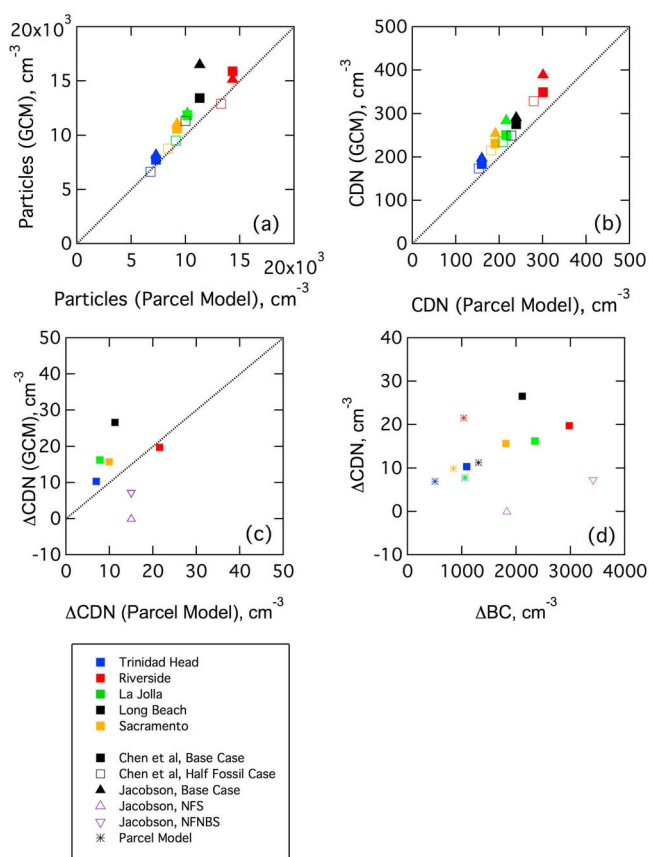 20x10³
15
10
5
0
Particles (GCM), cm⁻³
0
5
10
15
20x10³
Particles (Parcel Model), cm⁻³
(a)
500
400
300
200
100
0
CDN (GCM), cm⁻³
0
100
200
300
400
500
CDN (Parcel Model), cm⁻³
(b)
50
40
30
20
10
0
-10
ΔCDN (GCM), cm⁻³
0
10
20
30
40
50
ΔCDN (Parcel Model), cm⁻³
(c)
40
30
20
10
0
-10
ΔCDN, cm⁻³
0
1000
2000
3000
4000
ΔBC, cm⁻³
(d)
Trinidad Head
Riverside
La Jolla
Long Beach
Sacramento
Chen et al, Base Case
Chen et al, Half Fossil Case
Jacobson, Base Case
Jacobson, NFS
Jacobson, NFNBS
Parcel Model